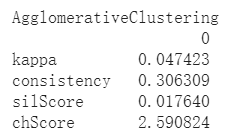 AgglomerativeClustering
0
kappa 0.047423
consistency 0.306309
silScore 0.017640
chScore 2.590824